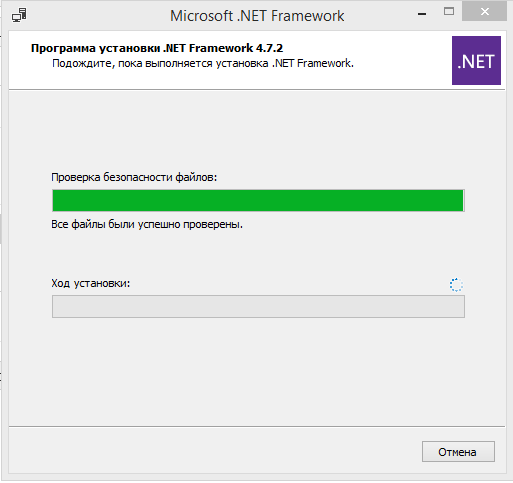 Microsoft .NET Framework
Программа установки .NET Framework 4.7.2
Подождите, пока выполняется установка .NET Framework.
.NET
Проверка безопасности файлов:
Все файлы были успешно проверены.
Ход установки:
Отмена